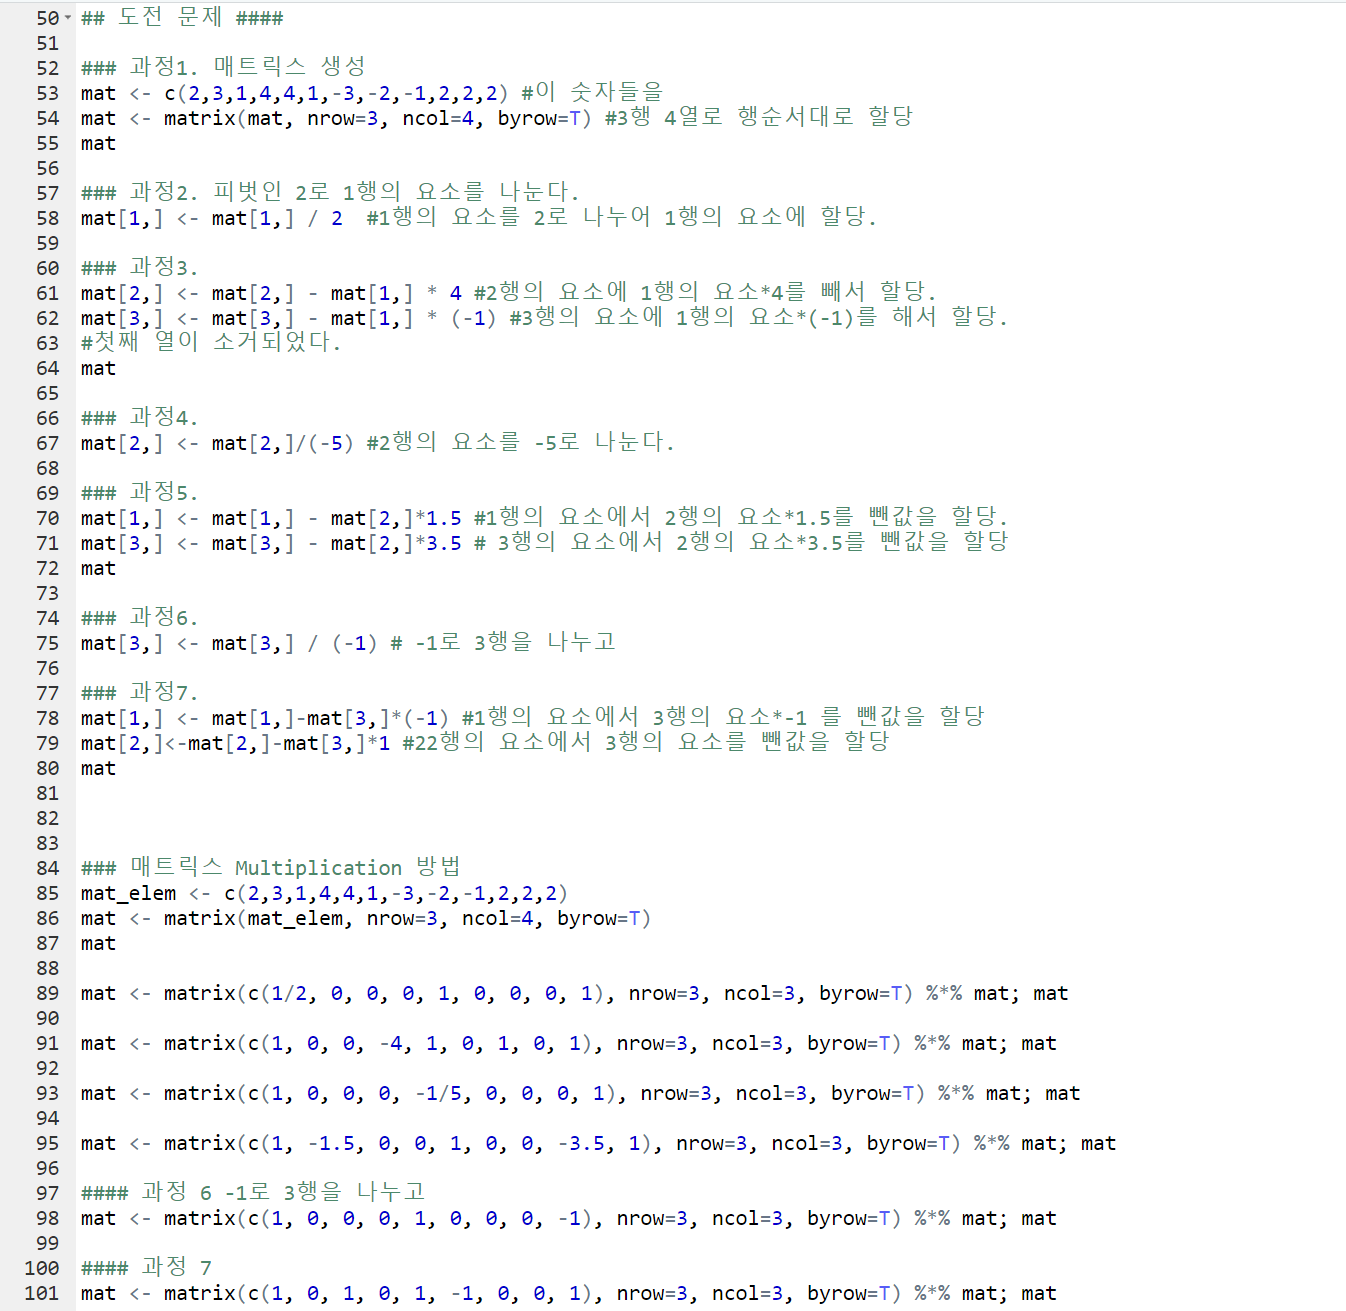 50 ## 도전 문제 ####
51
52 ### 과정1. 매트릭스 생성
53 mat <- c(2,3,1,4,4,1,-3,-2,-1,2,2,2) #이 숫자들을
54 mat <- matrix(mat, nrow=3, ncol=4, byrow=T) #3행 4열로 행순서대로 할당
55 mat
56
57 ### 과정2. 피벗인 2로 1행의 요소를 나눈다.
58 mat[1,] <- mat[1,] / 2  #1행의 요소를 2로 나누어 1행의 요소에 할당.
59
60 ### 과정3.
61 mat[2,] <- mat[2,] - mat[1,] * 4 #2행의 요소에 1행의 요소*4를 빼서 할당.
62 mat[3,] <- mat[3,] - mat[1,] * (-1) #3행의 요소에 1행의 요소*(-1)를 해서 할당.
63 #첫째 열이 소거되었다.
64 mat
65
66 ### 과정4.
67 mat[2,] <- mat[2,]/(-5) #2행의 요소를 -5로 나눈다.
68
69 ### 과정5.
70 mat[1,] <- mat[1,] - mat[2,]*1.5 #1행의 요소에서 2행의 요소*1.5를 뺀값을 할당.
71 mat[3,] <- mat[3,] - mat[2,]*3.5 # 3행의 요소에서 2행의 요소*3.5를 뺀값을 할당
72 mat
73
74 ### 과정6.
75 mat[3,] <- mat[3,] / (-1) # -1로 3행을 나누고
76
77 ### 과정7.
78 mat[1,] <- mat[1,]-mat[3,]*(-1) #1행의 요소에서 3행의 요소*-1 를 뺀값을 할당
79 mat[2,]<-mat[2,]-mat[3,]*1 #22행의 요소에서 3행의 요소를 뺀값을 할당
80 mat
81
82
83
84 ### 매트릭스 Multiplication 방법
85 mat_elem <- c(2,3,1,4,4,1,-3,-2,-1,2,2,2)
86 mat <- matrix(mat_elem, nrow=3, ncol=4, byrow=T)
87 mat
88
89 mat <- matrix(c(1/2, 0, 0, 0, 1, 0, 0, 0, 1), nrow=3, ncol=3, byrow=T) %*% mat; mat
90
91 mat <- matrix(c(1, 0, 0, -4, 1, 0, 1, 0, 1), nrow=3, ncol=3, byrow=T) %*% mat; mat
92
93 mat <- matrix(c(1, 0, 0, 0, -1/5, 0, 0, 0, 1), nrow=3, ncol=3, byrow=T) %*% mat; mat
94
95 mat <- matrix(c(1, -1.5, 0, 0, 1, 0, 0, -3.5, 1), nrow=3, ncol=3, byrow=T) %*% mat; mat
96
97 #### 과정 6 -1로 3행을 나누고
98 mat <- matrix(c(1, 0, 0, 0, 1, 0, 0, 0, -1), nrow=3, ncol=3, byrow=T) %*% mat; mat
99
100 #### 과정 7
101 mat <- matrix(c(1, 0, 1, 0, 1, -1, 0, 0, 1), nrow=3, ncol=3, byrow=T) %*% mat; mat